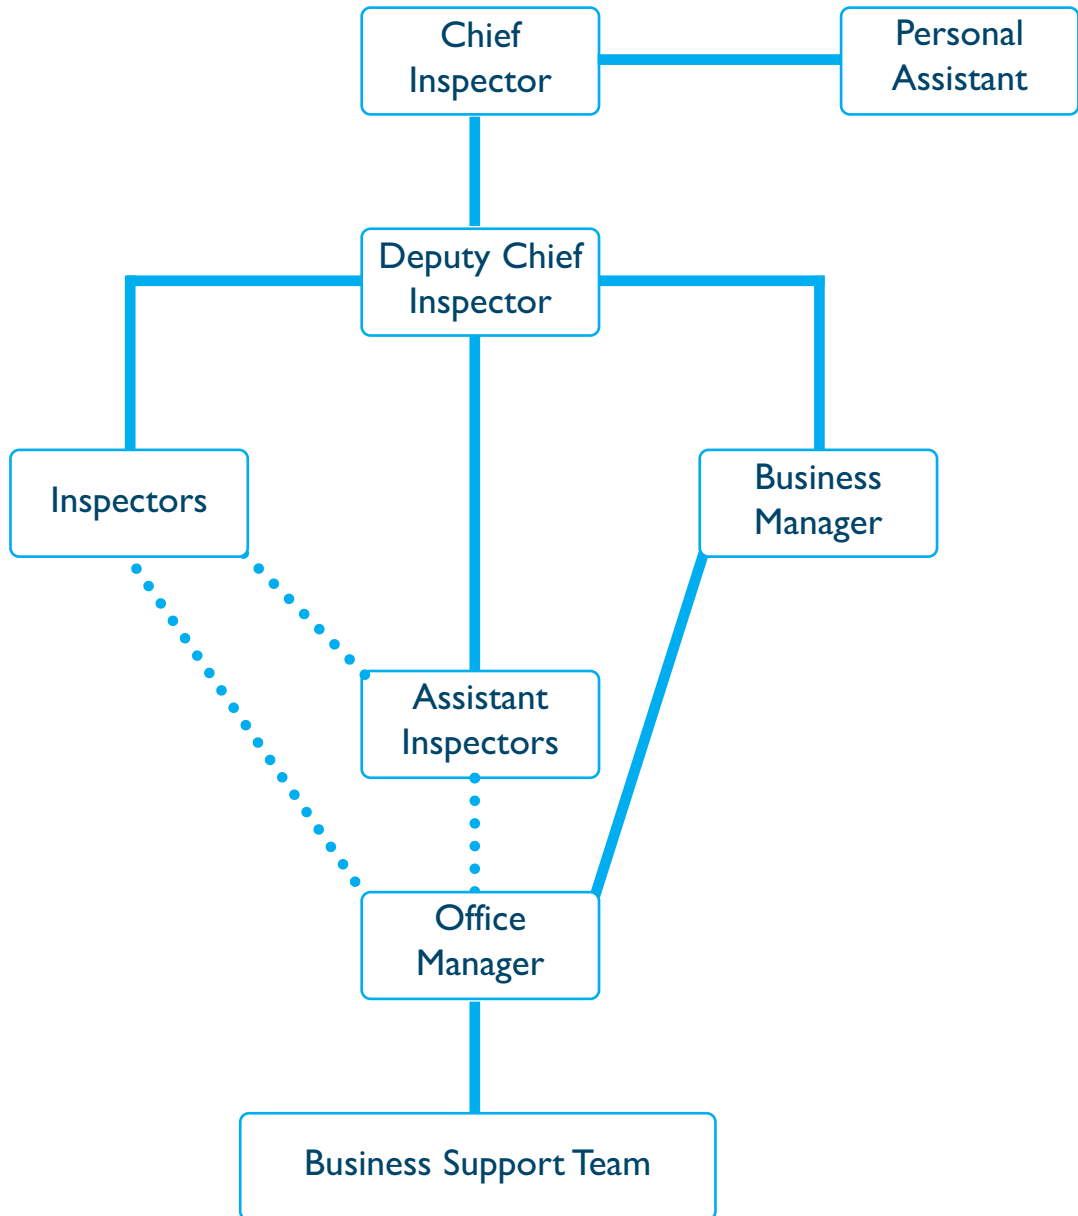 Chief
Inspector
Personal
Assistant
Deputy Chief
Inspector
Inspectors
Business
Manager
Assistant
Inspectors
Office
Manager
Business Support Team